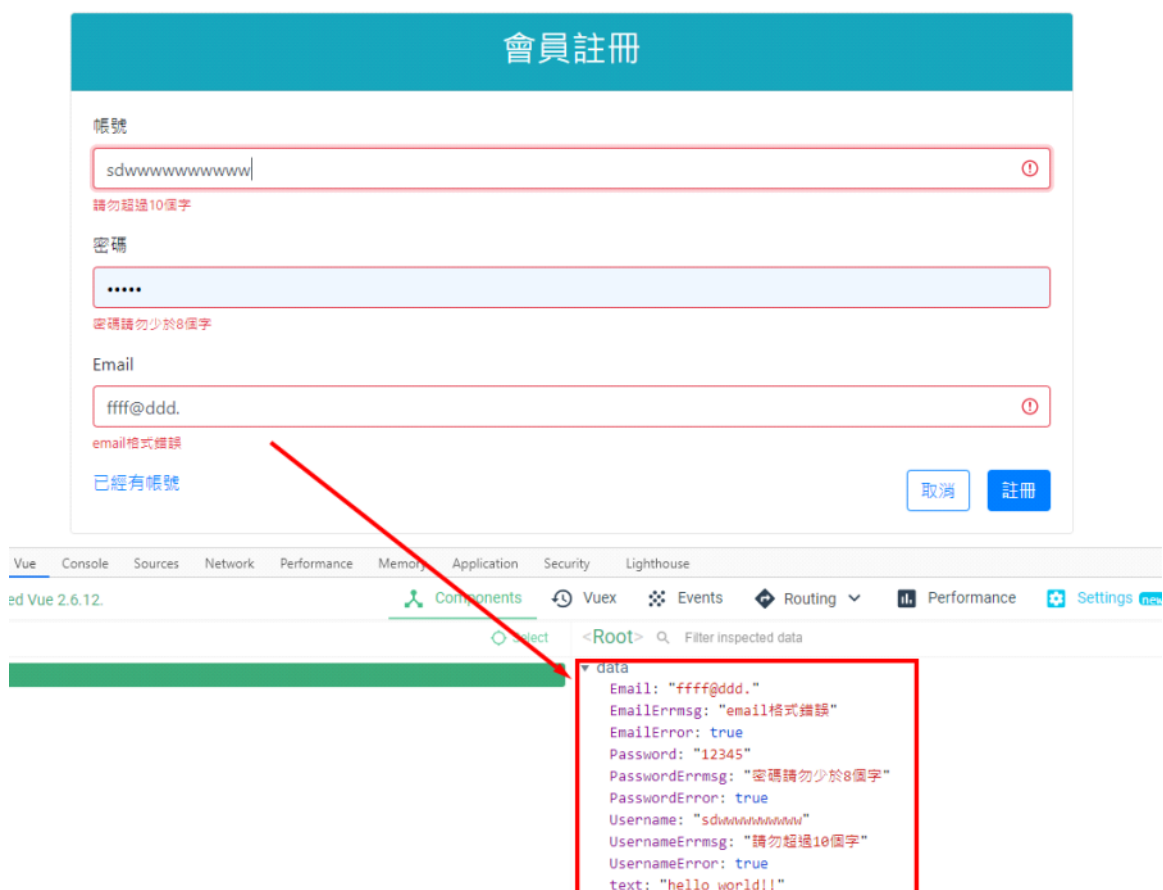 會員註冊
帳號
sdwwwwwwwwww
請勿超過10個字
密碼
•••••
密碼請勿少於8個字
Email
ffff@ddd.
email格式錯誤
已經有帳號 取消 註冊
Vue Console Sources Network Performance Memory Application Security Lighthouse
ed Vue 2.6.12. Components Vuex Events Routing Performance Settings new
Select <Root> Filter inspected data
data
Email: "ffff@ddd."
EmailErrmsg: "email格式錯誤"
EmailError: true
Password: "12345"
PasswordErrmsg: "密碼請勿少於8個字"
PasswordError: true
Username: "sdwwwwwwwwww"
UsernameErrmsg: "請勿超過10個字"
UsernameError: true
text: "hello world!!"